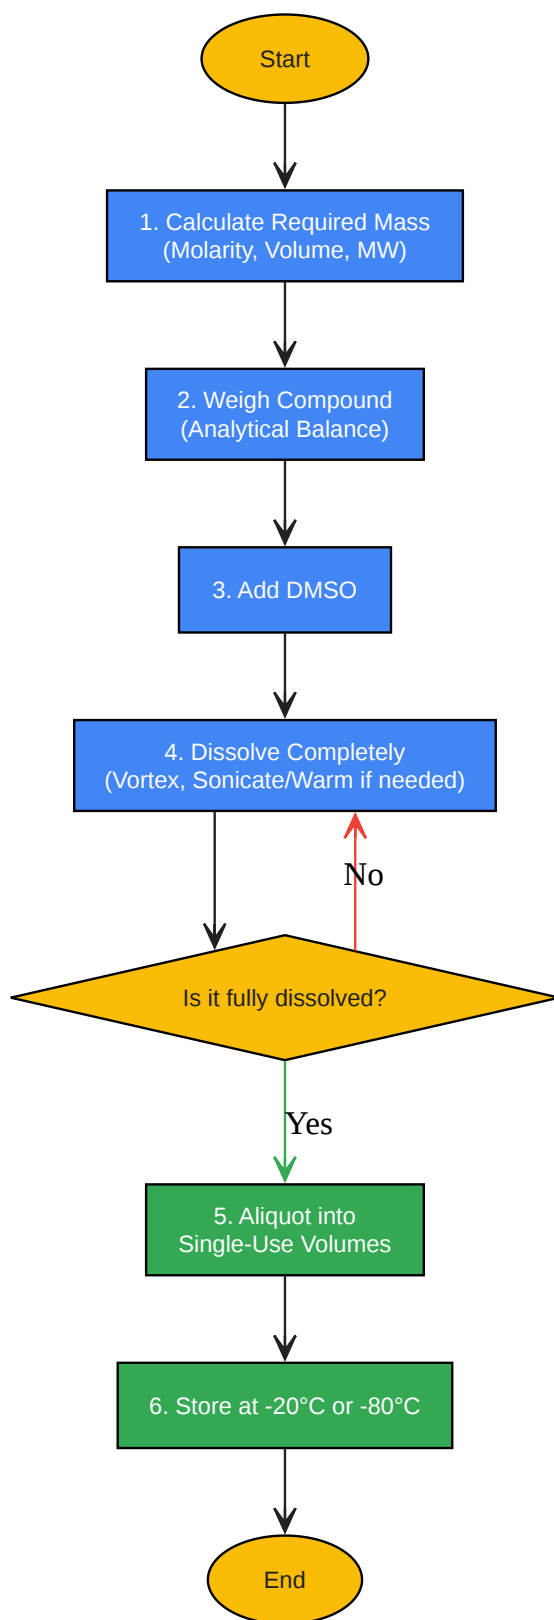 Start
1. Calculate Required Mass
(Molarity, Volume, MW)
2. Weigh Compound
(Analytical Balance)
3. Add DMSO
4. Dissolve Completely
(Vortex, Sonicate/Warm if needed)
No
Is it fully dissolved?
Yes
5. Aliquot into
Single-Use Volumes
6. Store at -20°C or -80°C
End